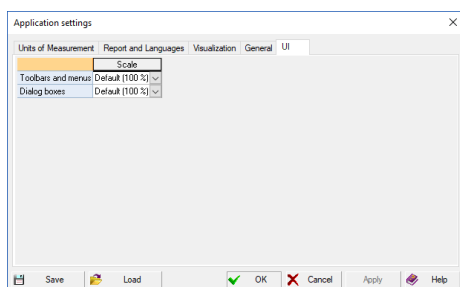 Application settings
Units of Measurement Report and Languages Visualization General UI
Scale
Toolbars and menus Default (100 %)
Dialog boxes Default (100 %)
Save Load OK Cancel Apply Help